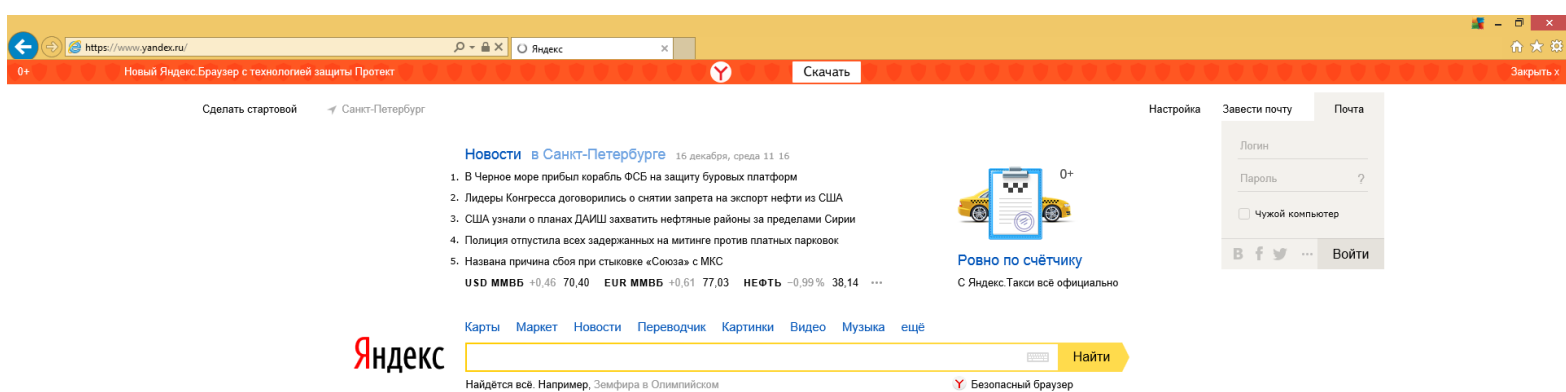 https://www.yandex.ru/
Яндекс
0+ Новый Яндекс.Браузер с технологией защиты Протект Скачать Закрыть x
Сделать стартовой Санкт-Петербург Настройка Завести почту Почта
Новости в Санкт-Петербурге 16 декабря, среда 11 16
1. В Черное море прибыл корабль ФСБ на защиту буровых платформ
2. Лидеры Конгресса договорились о снятии запрета на экспорт нефти из США
3. США узнали о планах ДАИШ захватить нефтяные районы за пределами Сирии
4. Полиция отпустила всех задержанных на митинге против платных парковок
5. Названа причина сбоя при стыковке «Союза» с МКС
USD ММВБ +0,46 70,40 EUR ММВБ +0,61 77,03 НЕФТЬ −0,99% 38,14 ···
0+
Ровно по счётчику
С Яндекс.Такси всё официально
Логин
Пароль ?
Чужой компьютер
В f ··· Войти
Карты Маркет Новости Переводчик Картинки Видео Музыка ещё
Яндекс Найти
Найдётся всё. Например, Земфира в Олимпийском
Безопасный браузер